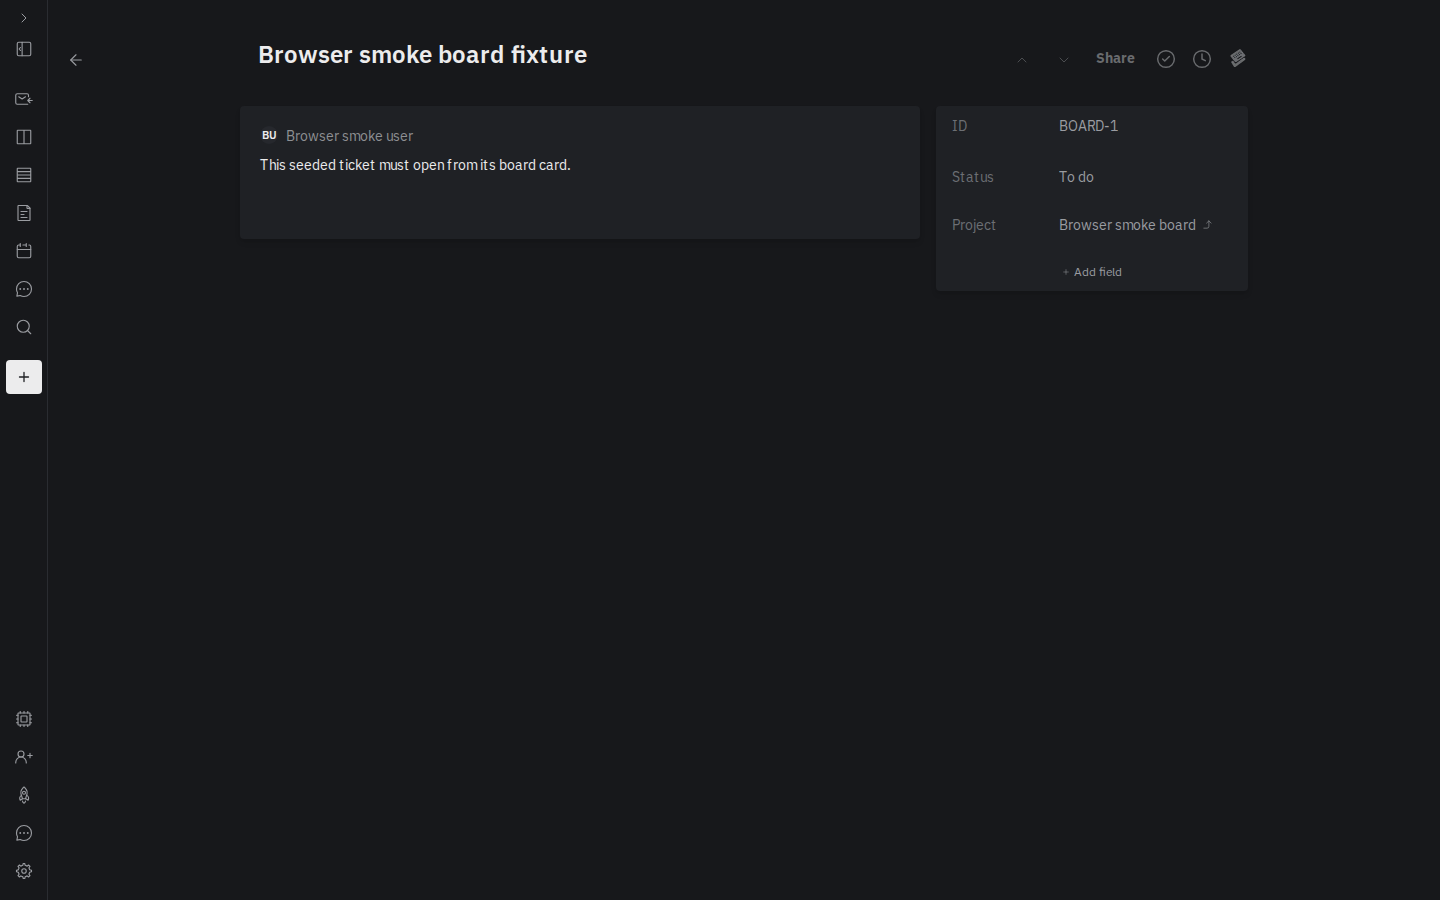 Browser smoke board fixture
Share
BU Browser smoke user
This seeded ticket must open from its board card.
ID BOARD-1
Status To do
Project Browser smoke board
+ Add field